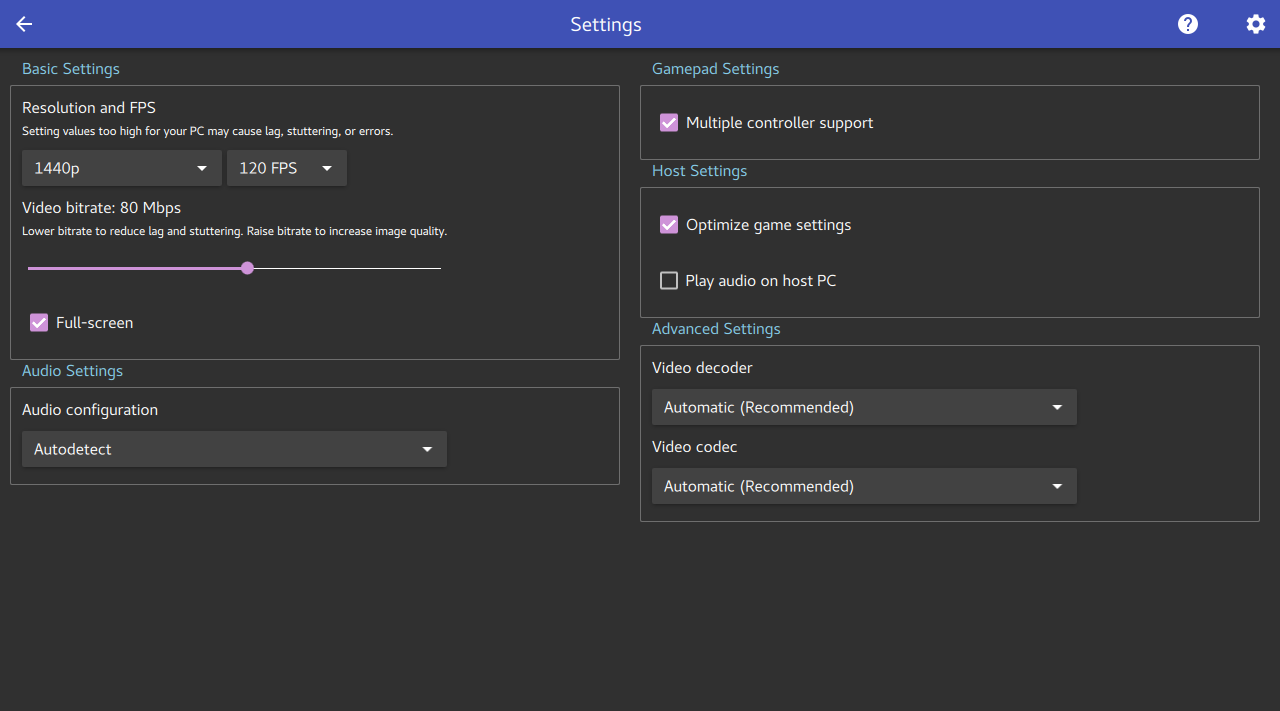 Settings
Basic Settings
Resolution and FPS
Setting values too high for your PC may cause lag, stuttering, or errors.
1440p
120 FPS
Video bitrate: 80 Mbps
Lower bitrate to reduce lag and stuttering. Raise bitrate to increase image quality.
Full-screen
Audio Settings
Audio configuration
Autodetect
Gamepad Settings
Multiple controller support
Host Settings
Optimize game settings
Play audio on host PC
Advanced Settings
Video decoder
Automatic (Recommended)
Video codec
Automatic (Recommended)